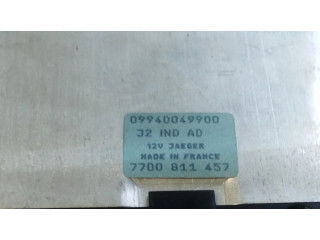 09940049900
J2 IND AD
12V JAEGER
MADE IN FRANCE
7700 811 457